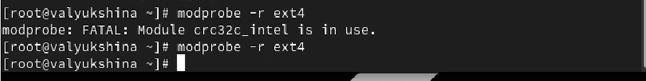 [root@valyukshina ~]# modprobe -r ext4
modprobe: FATAL: Module crc32c_intel is in use.
[root@valyukshina ~]# modprobe -r ext4
[root@valyukshina ~]#